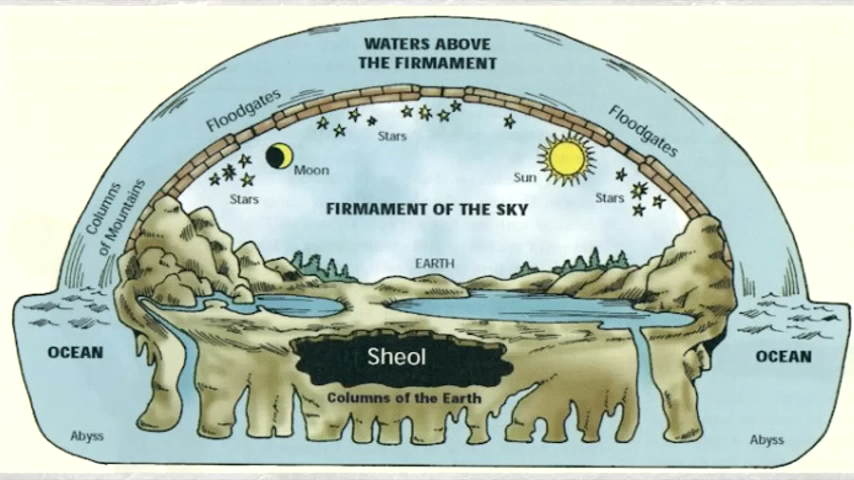 WATERS ABOVE
THE FIRMAMENT
Floodgates
Floodgates
Stars
Moon
Sun
Stars
Stars
Columns
of Mountains
FIRMAMENT OF THE SKY
EARTH
OCEAN
Sheol
OCEAN
Columns of the Earth
Abyss
Abyss